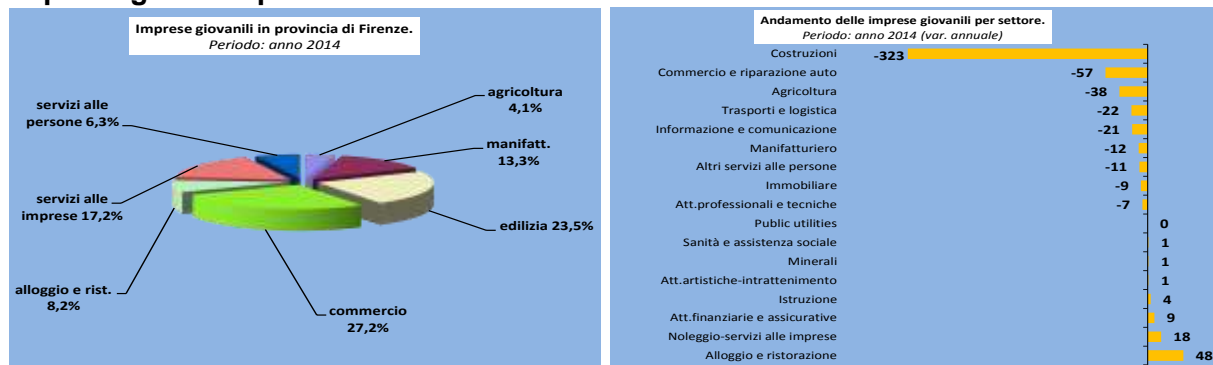 Imprese giovanili in provincia di Firenze.
Periodo: anno 2014
agricoltura
4,1%
manifatt.
13,3%
edilizia 23,5%
commercio
27,2%
alloggio e rist.
8,2%
servizi alle
imprese 17,2%
servizi alle
persone 6,3%
Andamento delle imprese giovanili per settore.
Periodo: anno 2014 (var. annuale)
Costruzioni -323
Commercio e riparazione auto -57
Agricoltura -38
Trasporti e logistica -22
Informazione e comunicazione -21
Manifatturiero -12
Altri servizi alle persone -11
Immobiliare -9
Att.professionali e tecniche -7
Public utilities 0
Sanità e assistenza sociale 1
Minerali 1
Att.artistiche-intrattenimento 1
Istruzione 4
Att.finanziarie e assicurative 9
Noleggio-servizi alle imprese 18
Alloggio e ristorazione 48